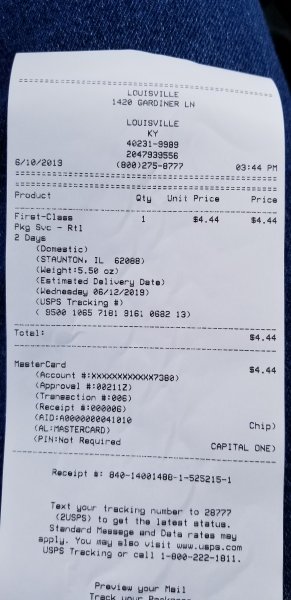 LOUISVILLE
1420 GARDINER LN
LOUISVILLE
KY
40231-9989
2047939556
6/10/2019 (800)275-8777 03:44 PM
Product Qty Unit Price Price
First-Class 1 $4.44 $4.44
Pkg Svc - Rtl
2 Days
(Domestic)
(STAUNTON, IL 62088)
(Weight:5.50 oz)
(Estimated Delivery Date)
(Wednesday 06/12/2019)
(USPS Tracking #)
( 9500 1065 7181 9161 0682 13)
Total: $4.44
MasterCard $4.44
(Account #:XXXXXXXXXXXX7380)
(Approval #:00211Z)
(Transaction #:006)
(Receipt #:000006)
(AID:A0000000041010 Chip)
(AL:MASTERCARD)
(PIN:Not Required CAPITAL ONE)
Receipt #: 840-14001488-1-525215-1
Text your tracking number to 28777
(2USPS) to get the latest status.
Standard Message and Data rates may
apply. You may also visit www.usps.com
USPS Tracking or call 1-800-222-1811.
Preview your Mail
Track your Packages